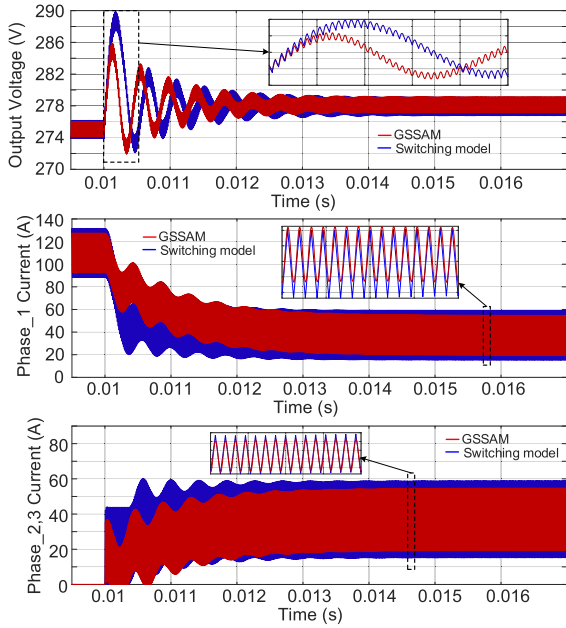 Output Voltage (V)
290
286
282
278
274
270
GSSAM
Switching model
0.01 0.011 0.012 0.013 0.014 0.015 0.016
Time (s)
Phase_1 Current (A)
140
120
100
80
60
40
20
0
GSSAM
Switching model
0.01 0.011 0.012 0.013 0.014 0.015 0.016
Time (s)
Phase_2,3 Current (A)
80
60
40
20
0
GSSAM
Switching model
0.01 0.011 0.012 0.013 0.014 0.015 0.016
Time (s)